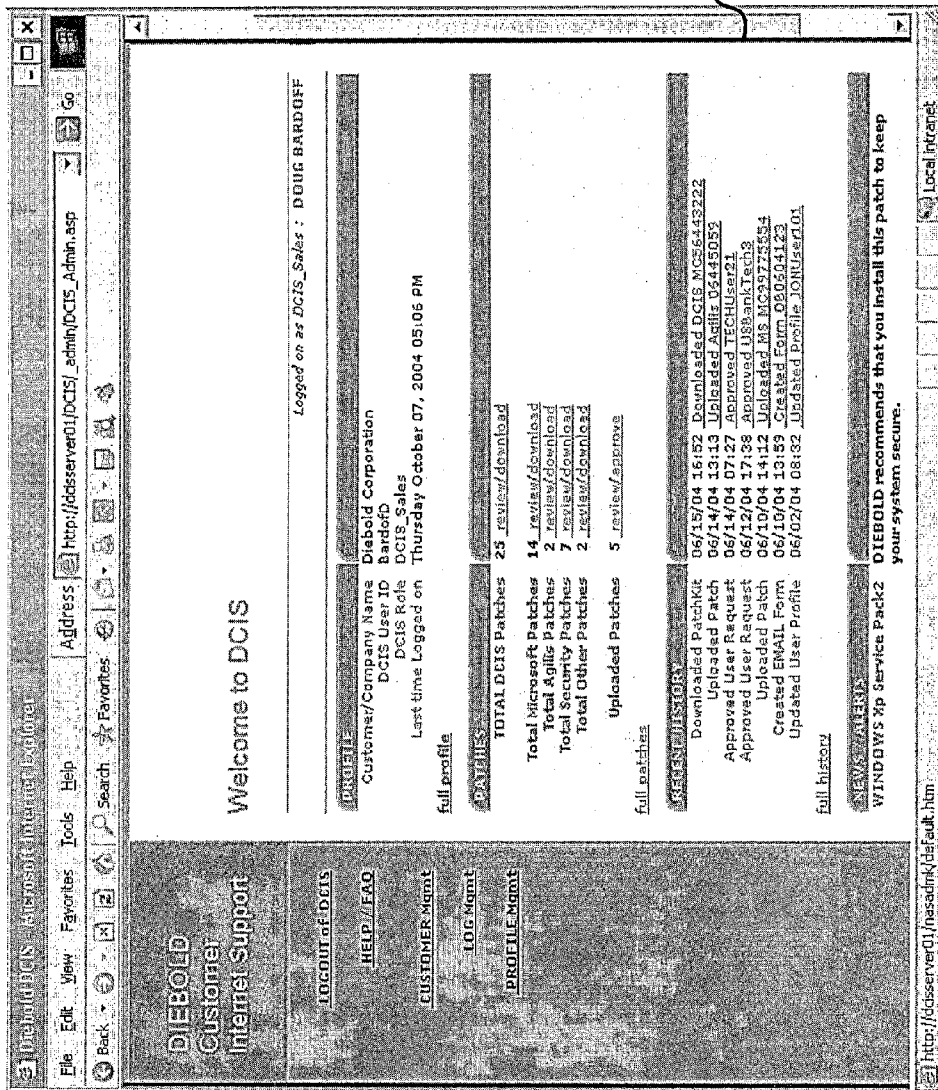 Diebold DCIS - Microsoft Internet Explorer
File Edit View Favorites Tools Help
Address http://dcisserver01/DCIS/_admin/DCIS_Admin.asp Go
Back Search Favorites
DIEBOLD
Customer
Internet Support
LOGOUT of DCIS
HELP//FAQ
CUSTOMER Mgmt
LOG Mgmt
PROFILE Mgmt
Welcome to DCIS
Logged on as DCIS_Sales : DOUG BARDOFF
PROFILE
Customer/Company Name Diebold Corporation
DCIS User ID BardofD
DCIS Role DCIS_Sales
Last time Logged on Thursday October 07, 2004 05:06 PM
full profile
PATCHES
TOTAL DCIS Patches 25 review/download
Total Microsoft Patches 14 review/download
Total Agilis Patches 2 review/download
Total Security Patches 7 review/download
Total Other Patches 2 review/download
Uploaded Patches 5 review/approve
full patches
RECENT HISTORY
Downloaded PatchKit 06/15/04 16:52 Downloaded DCIS MCS6443222
Uploaded Patch 06/14/04 13:13 Uploaded Agilis 06445059
Approved User Request 06/14/04 07:27 Approved TECHUser21
Approved User Request 06/12/04 17:38 Approved USBankTech3
Uploaded Patch 06/10/04 14:12 Uploaded MS MC99775554
Created EMAIL Form 06/10/04 13:59 Created Form 080604123
Updated User Profile 06/02/04 08:32 Updated Profile JONUser101
full history
NEWS/ALERTS
WINDOWS Xp Service Pack2 DIEBOLD recommends that you install this patch to keep
your system secure.
http://dcisserver01/nasadnk/default.htm Local intranet